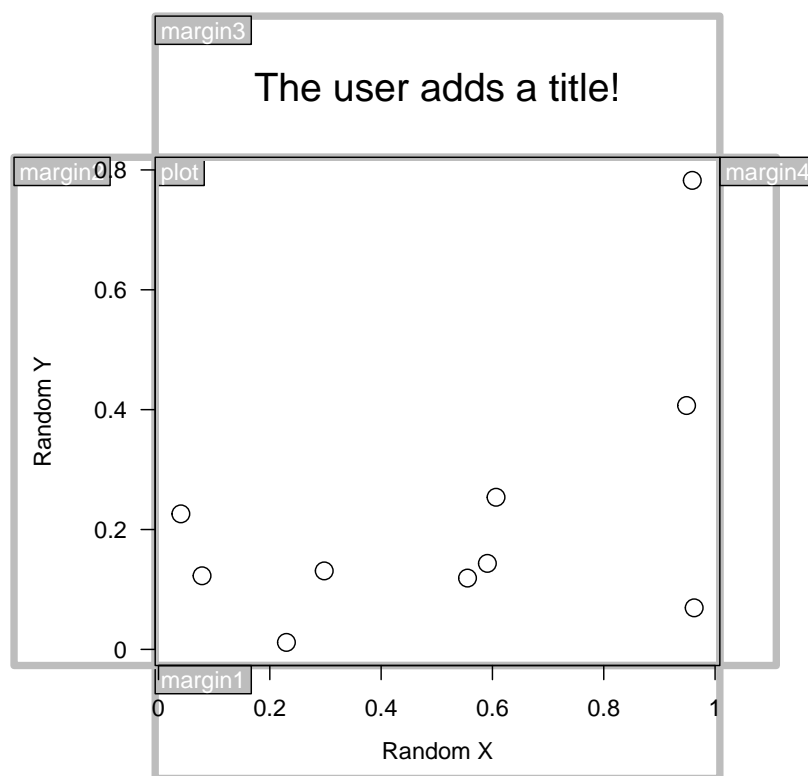 margin3
The user adds a title!
margin2
0.8
plot
margin4
0.6
0.4
0.2
0
Random Y
margin1
0 0.2 0.4 0.6 0.8 1
Random X